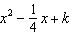 x² − 1/4 x + k